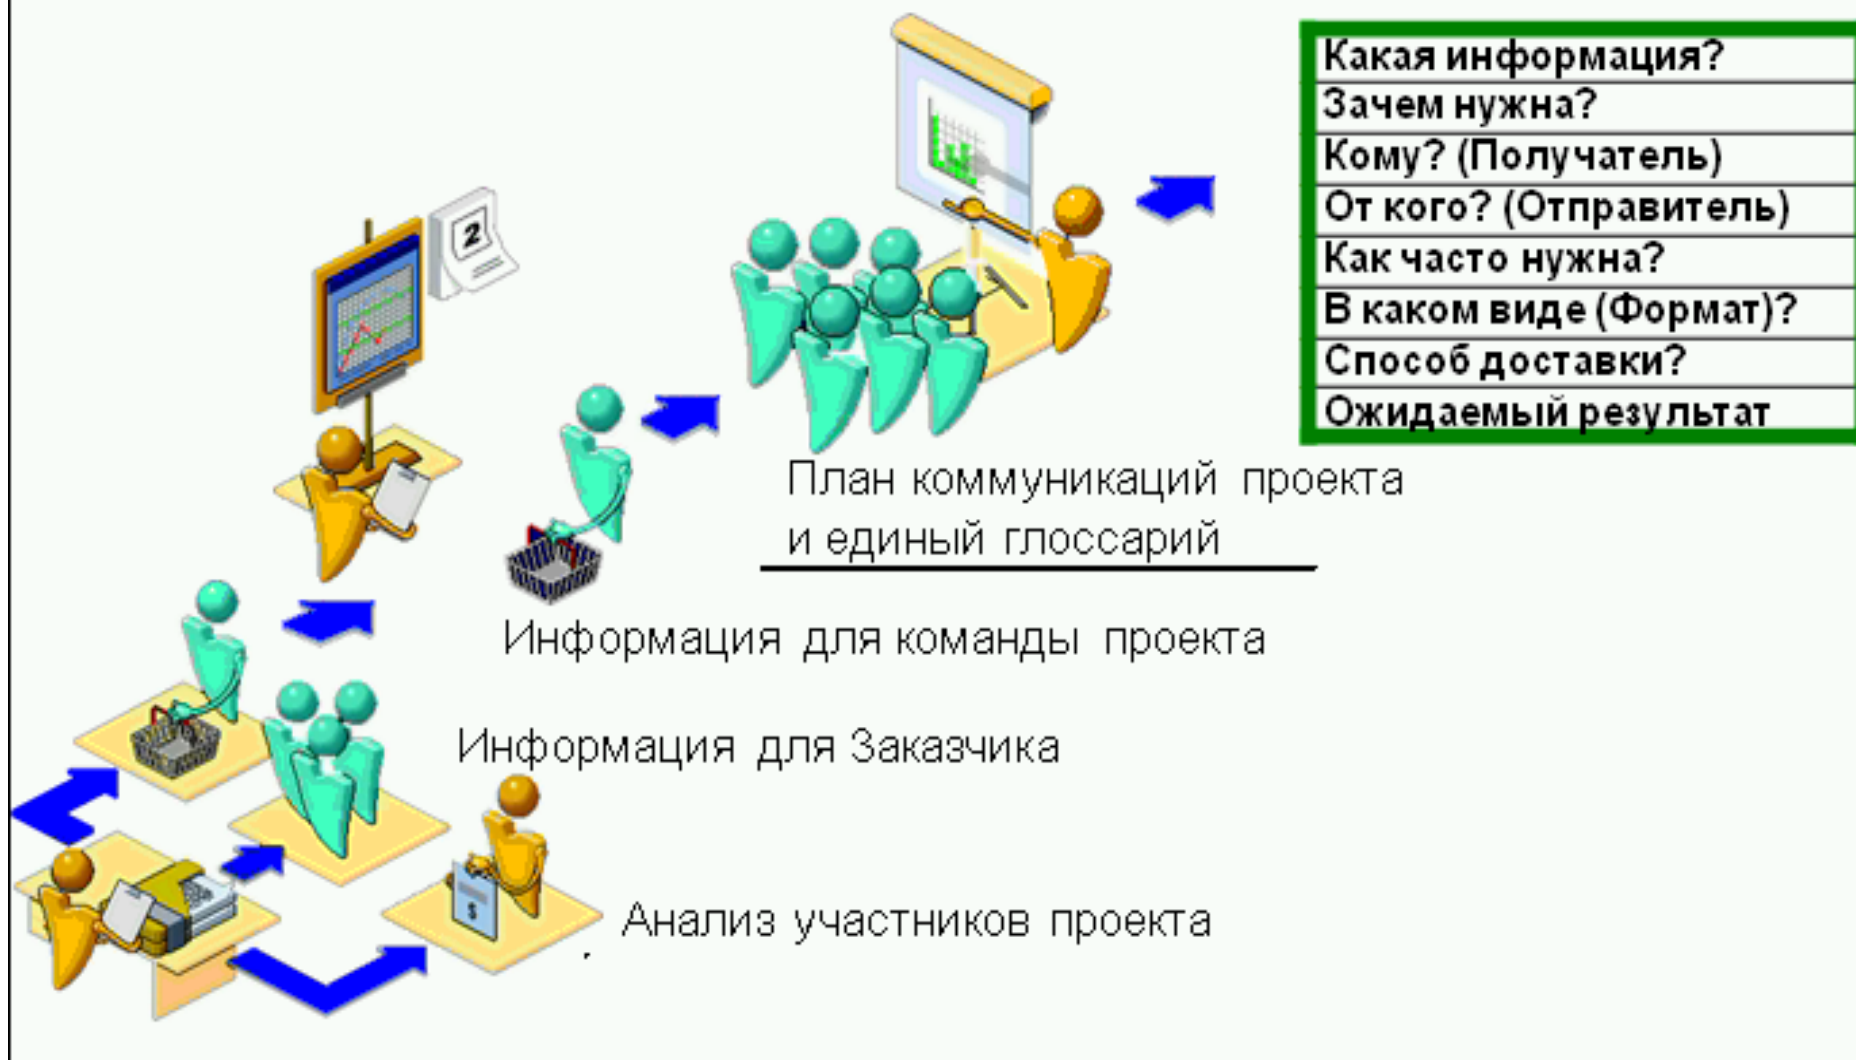 Какая информация?
Зачем нужна?
Кому? (Получатель)
От кого? (Отправитель)
Как часто нужна?
В каком виде (Формат)?
Способ доставки?
Ожидаемый результат
2
План коммуникаций проекта
и единый глоссарий
Информация для команды проекта
Информация для Заказчика
$
Анализ участников проекта